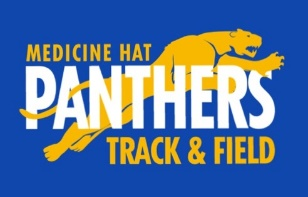 MEDICINE HAT
PANTHERS
TRACK & FIELD